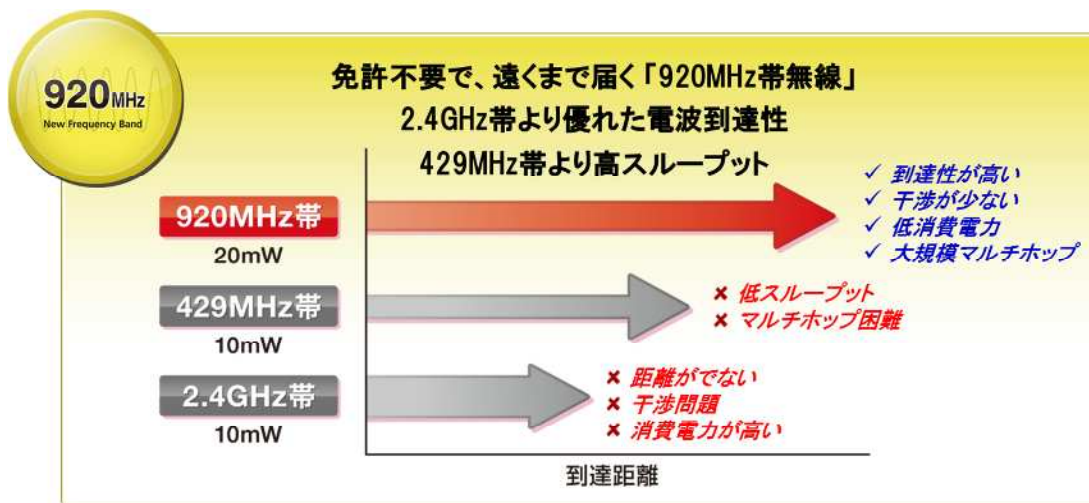 920MHz
New Frequency Band
免許不要で、遠くまで届く「920MHz帯無線」
2.4GHz帯より優れた電波到達性
429MHz帯より高スループット
920MHz帯
20mW
✓ 到達性が高い
✓ 干渉が少ない
✓ 低消費電力
✓ 大規模マルチホップ
429MHz帯
10mW
× 低スループット
× マルチホップ困難
2.4GHz帯
10mW
× 距離がでない
× 干渉問題
× 消費電力が高い
到達距離